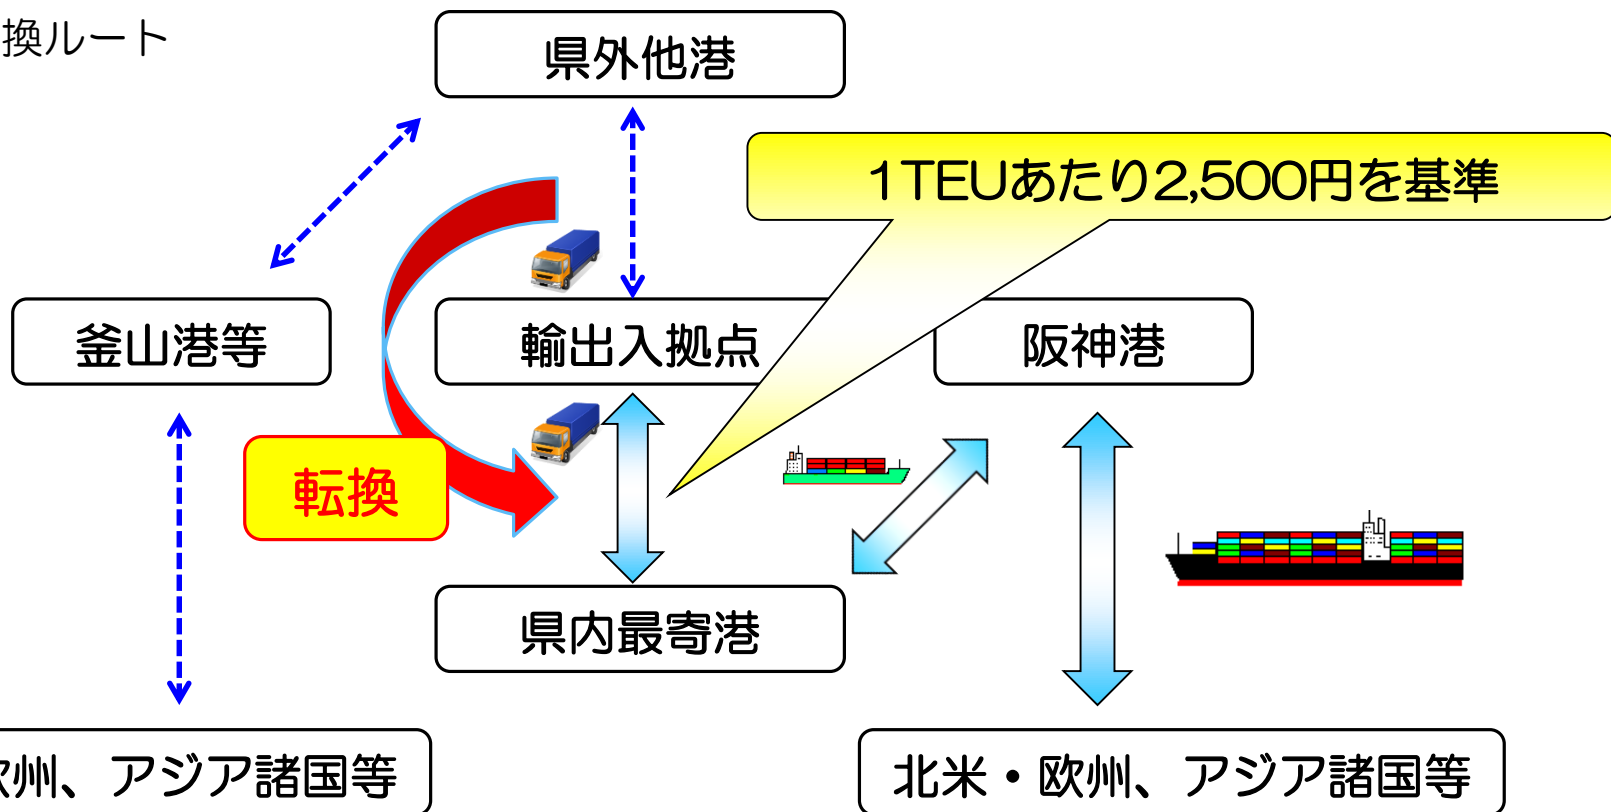 換ルート
県外他港
1TEUあたり2,500円を基準
釜山港等
輸出入拠点
阪神港
転換
県内最寄港
欧州、アジア諸国等
北米・欧州、アジア諸国等